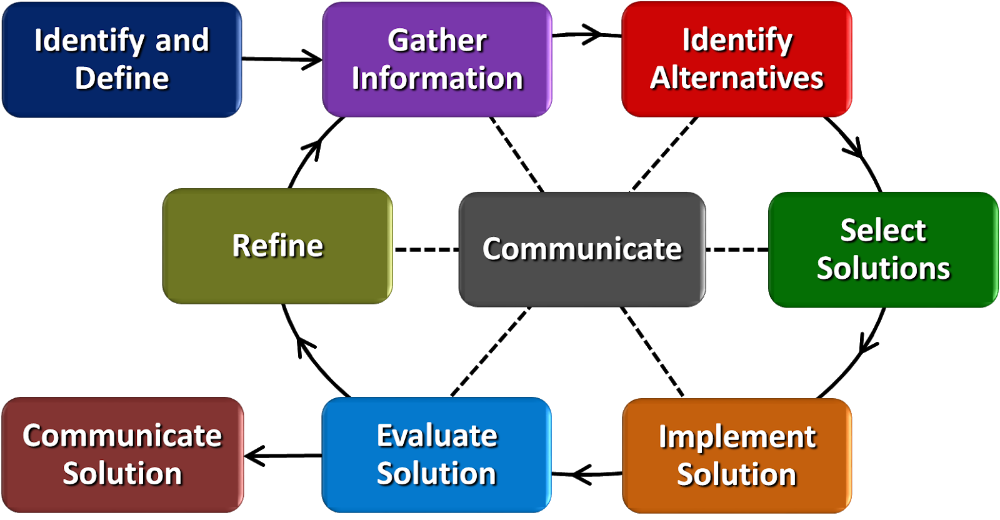 Identify and
Define
Gather
Information
Identify
Alternatives
Refine
Communicate
Select
Solutions
Communicate
Solution
Evaluate
Solution
Implement
Solution